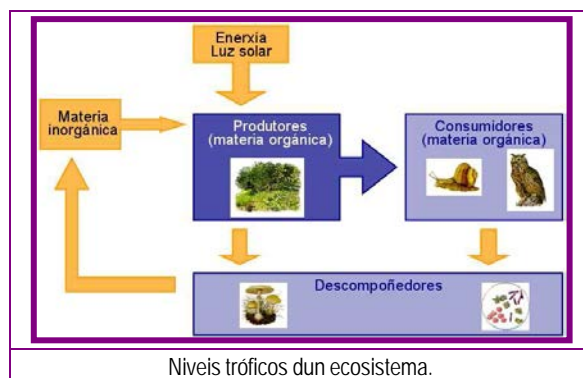 Enerxía
Luz solar
Materia
inorgánica
Produtores
(materia orgánica)
Consumidores
(materia orgánica)
Descompoñedores
Niveis tróficos dun ecosistema.